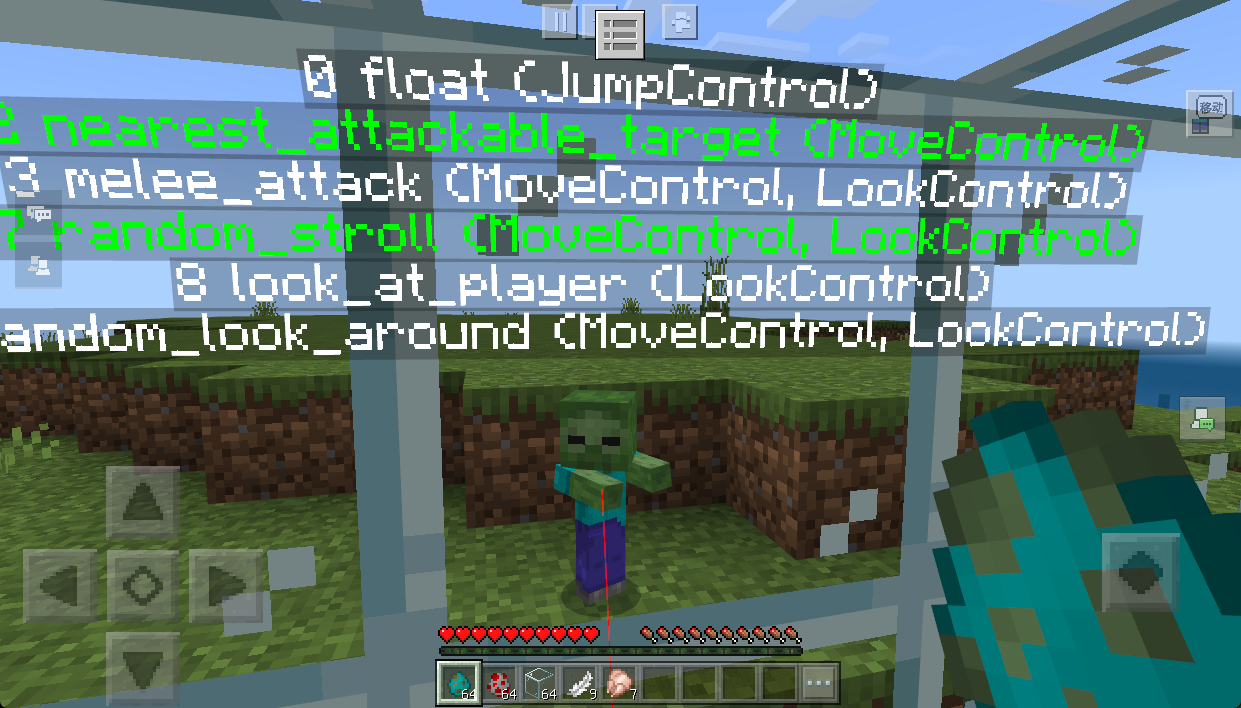 0 float (JumpControl)
2 nearest_attackable_target (MoveControl)
移动
3 melee_attack (MoveControl, LookControl)
7 random_stroll (MoveControl, LookControl)
8 look_at_player (LookControl)
andom_look_around (MoveControl, LookControl)
64
64
64
9
7